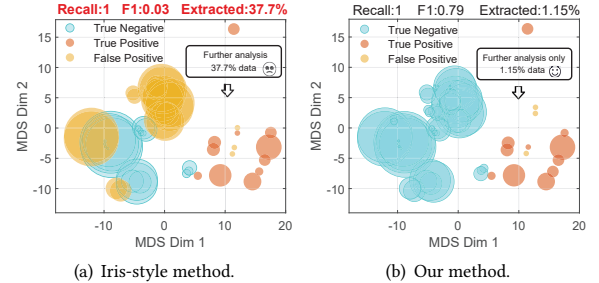 Recall:1 F1:0.03 Extracted:37.7%
True Negative
True Positive
False Positive
Further analysis
37.7% data
MDS Dim 2
15
10
5
0
-5
-10
-10
0
10
20
MDS Dim 1
(a) Iris-style method.
Recall:1 F1:0.79 Extracted:1.15%
True Negative
True Positive
False Positive
Further analysis only
1.15% data
MDS Dim 2
15
10
5
0
-5
-10
-10
0
10
20
MDS Dim 1
(b) Our method.